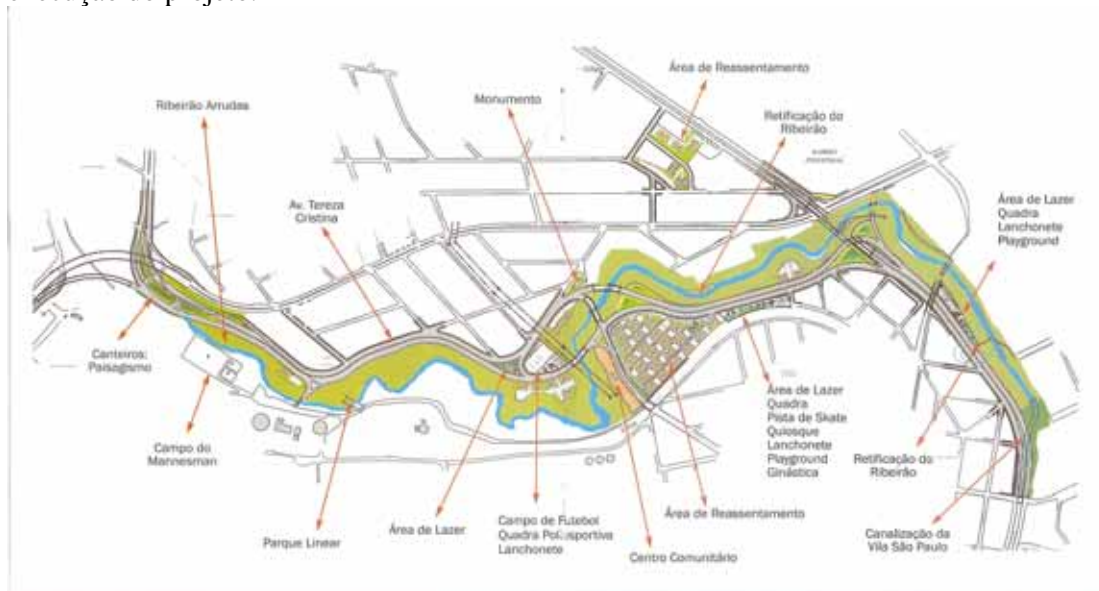 Área de Reassentamento
Ribeirão Arrudas
Monumento
Retificação do
Ribeirão
Av. Tereza
Cristina
Área de Lazer
Quadra
Lanchonete
Playground
Canteiros:
Paisagismo
Campo do
Mannesman
Parque Linear
Área de Lazer
Campo de Futebol
Quadra Poliesportiva
Lanchonete
Centro Comunitário
Área de Reassentamento
Área de Lazer
Quadra
Pista de Skate
Quiosque
Lanchonete
Playground
Ginástica
Retificação do
Ribeirão
Canalização da
Vila São Paulo